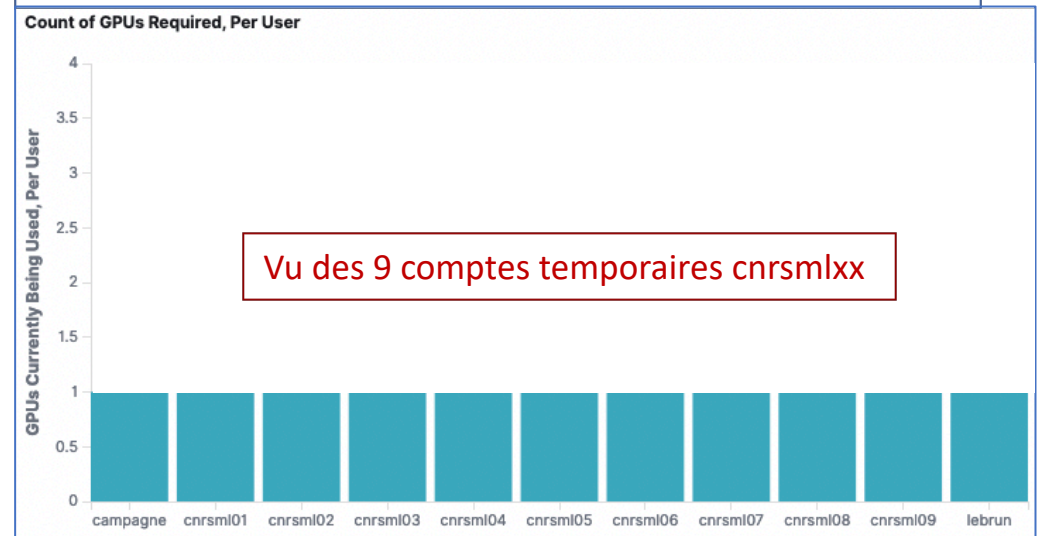 Count of GPUs Required, Per User
GPUs Currently Being Used, Per User
4
3.5
3
2.5
2
1.5
1
0.5
0
Vu des 9 comptes temporaires cnrsmlxx
campagne cnrsml01 cnrsml02 cnrsml03 cnrsml04 cnrsml05 cnrsml06 cnrsml07 cnrsml08 cnrsml09 lebrun